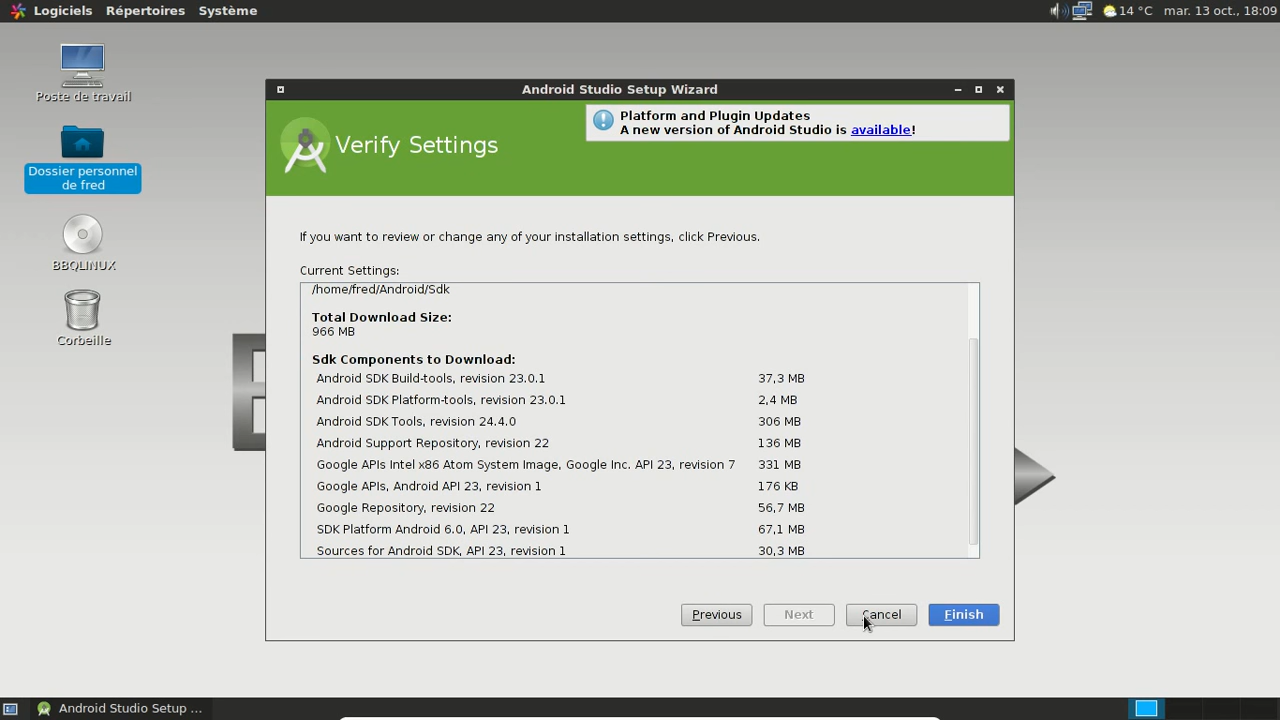 Logiciels Répertoires Système
14 °C mar. 13 oct., 18:09
Poste de travail
Dossier personnel
de fred
BBQLINUX
Corbeille
Android Studio Setup Wizard
Platform and Plugin Updates
A new version of Android Studio is available!
Verify Settings
If you want to review or change any of your installation settings, click Previous.
Current Settings:
/home/fred/Android/Sdk
Total Download Size:
966 MB
Sdk Components to Download:
Android SDK Build-tools, revision 23.0.1 37,3 MB
Android SDK Platform-tools, revision 23.0.1 2,4 MB
Android SDK Tools, revision 24.4.0 306 MB
Android Support Repository, revision 22 136 MB
Google APIs Intel x86 Atom System Image, Google Inc. API 23, revision 7 331 MB
Google APIs, Android API 23, revision 1 176 KB
Google Repository, revision 22 56,7 MB
SDK Platform Android 6.0, API 23, revision 1 67,1 MB
Sources for Android SDK, API 23, revision 1 30,3 MB
Previous Next Cancel Finish
Android Studio Setup ...